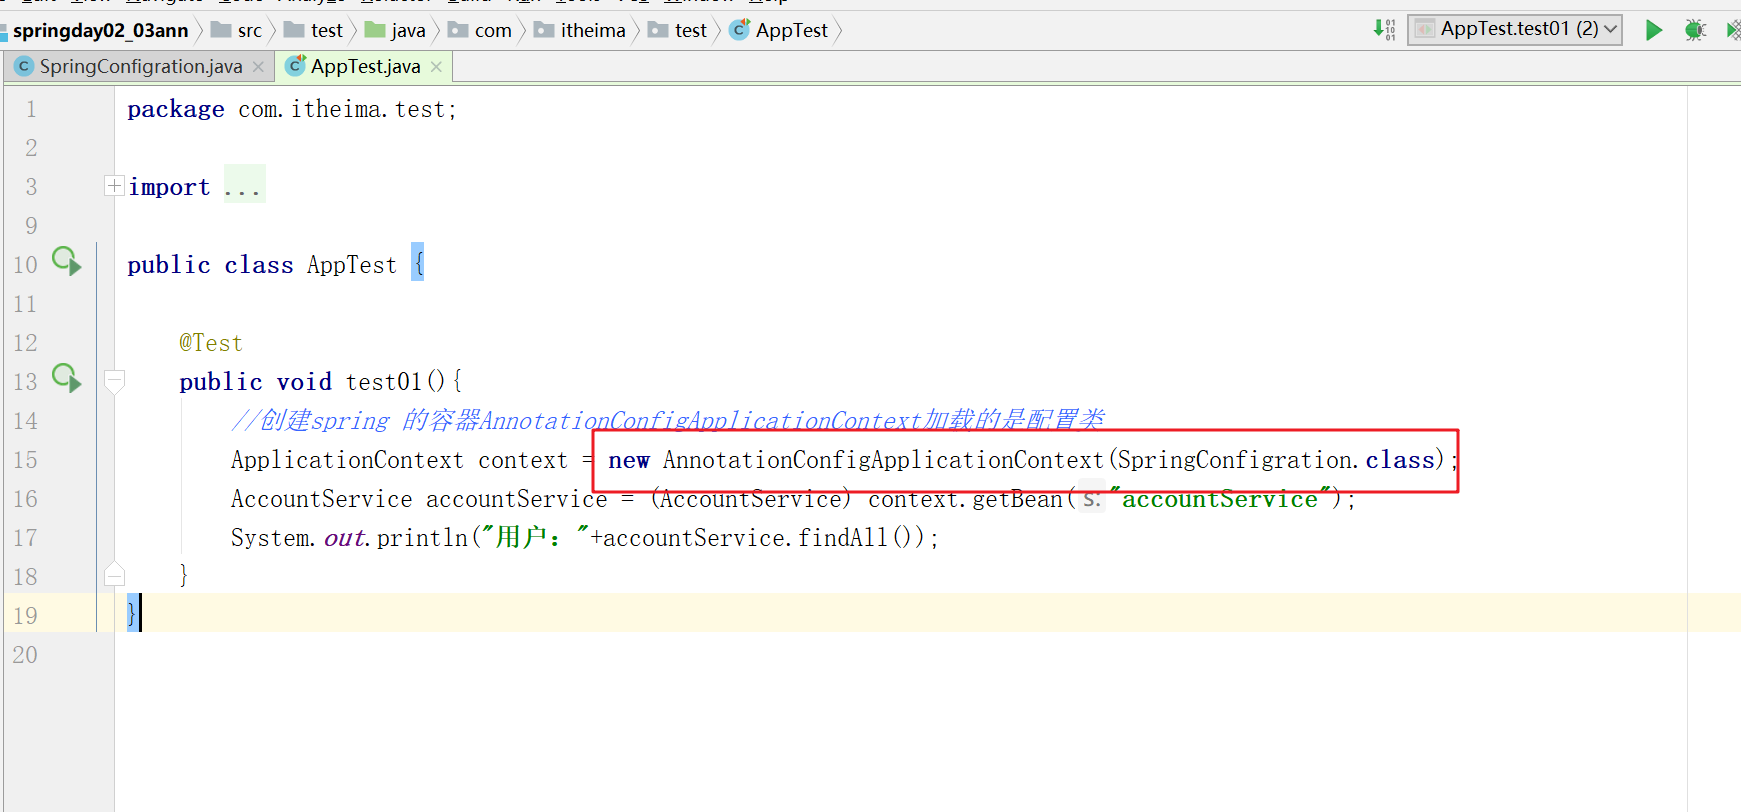 springday02_03ann src test java com itheima test AppTest AppTest.test01 (2)
SpringConfigration.java AppTest.java
1 package com.itheima.test;
2
3 import ...
9
10 public class AppTest {
11
12 @Test
13 public void test01(){
14 //创建spring 的容器AnnotationConfigApplicationContext加载的是配置类
15 ApplicationContext context = new AnnotationConfigApplicationContext(SpringConfigration.class);
16 AccountService accountService = (AccountService) context.getBean( s: "accountService");
17 System.out.println("用户："+accountService.findAll());
18 }
19 }
20